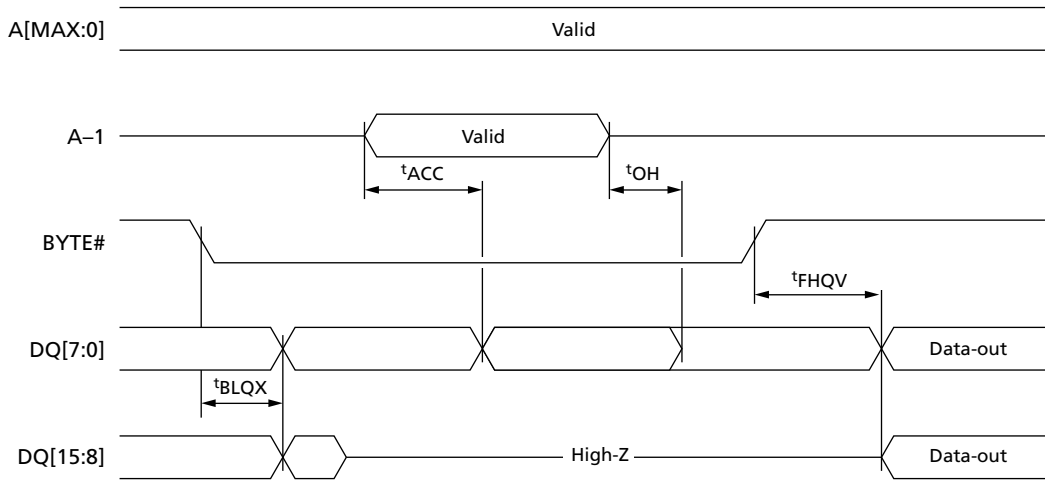 A[MAX:0] Valid
A–1 Valid
tACC tOH
BYTE#
tFHQV
DQ[7:0] Data-out
tBLQX
DQ[15:8] High-Z Data-out